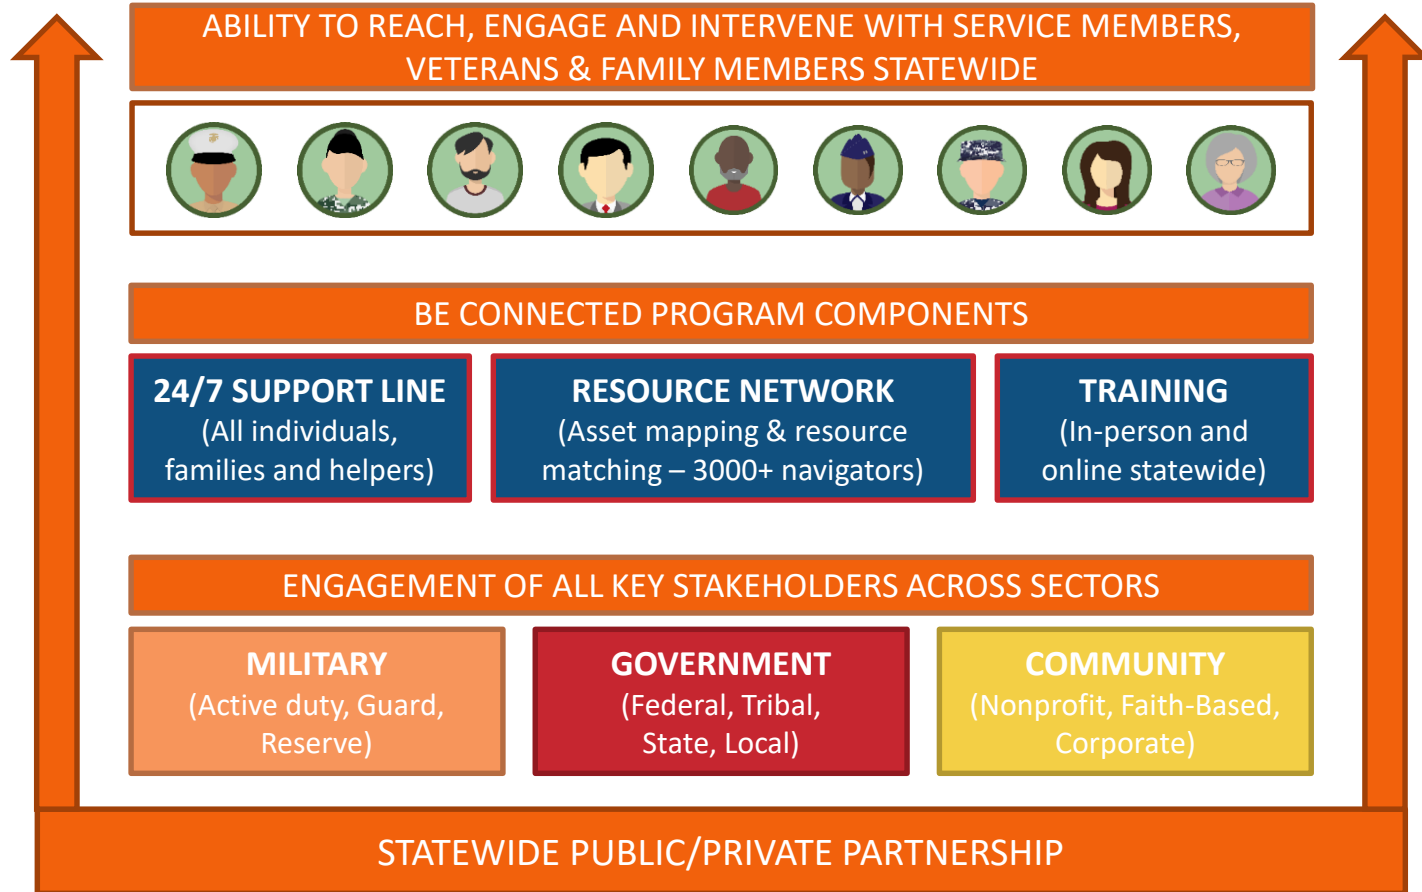 ABILITY TO REACH, ENGAGE AND INTERVENE WITH SERVICE MEMBERS,
VETERANS & FAMILY MEMBERS STATEWIDE
BE CONNECTED PROGRAM COMPONENTS
24/7 SUPPORT LINE
(All individuals,
families and helpers)
RESOURCE NETWORK
(Asset mapping & resource
matching – 3000+ navigators)
TRAINING
(In-person and
online statewide)
ENGAGEMENT OF ALL KEY STAKEHOLDERS ACROSS SECTORS
MILITARY
(Active duty, Guard,
Reserve)
GOVERNMENT
(Federal, Tribal,
State, Local)
COMMUNITY
(Nonprofit, Faith-Based,
Corporate)
STATEWIDE PUBLIC/PRIVATE PARTNERSHIP